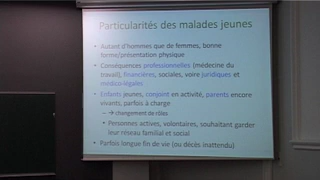 Particularités des malades jeunes
• Autant d'hommes que de femmes, bonne
forme/présentation physique
• Conséquences professionnelles (médecine du
travail), financières, sociales, voire juridiques et
médico-légales
• Enfants jeunes, conjoint en activité, parents encore
vivants, parfois à charge
– → changement de rôles
• Personnes actives, volontaires, souhaitant garder
leur réseau familial et social
• Parfois longue fin de vie (ou décès inattendu)